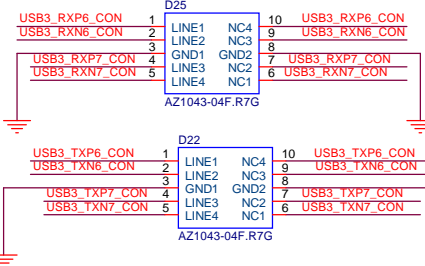 D25
USB3_RXP6_CON 1 LINE1 NC4 10 USB3_RXP6_CON
USB3_RXN6_CON 2 LINE2 NC3 9 USB3_RXN6_CON
3 GND1 GND2 8
USB3_RXP7_CON 4 LINE3 NC2 7 USB3_RXP7_CON
USB3_RXN7_CON 5 LINE4 NC1 6 USB3_RXN7_CON
AZ1043-04F.R7G
D22
USB3_TXP6_CON 1 LINE1 NC4 10 USB3_TXP6_CON
USB3_TXN6_CON 2 LINE2 NC3 9 USB3_TXN6_CON
3 GND1 GND2 8
USB3_TXP7_CON 4 LINE3 NC2 7 USB3_TXP7_CON
USB3_TXN7_CON 5 LINE4 NC1 6 USB3_TXN7_CON
AZ1043-04F.R7G